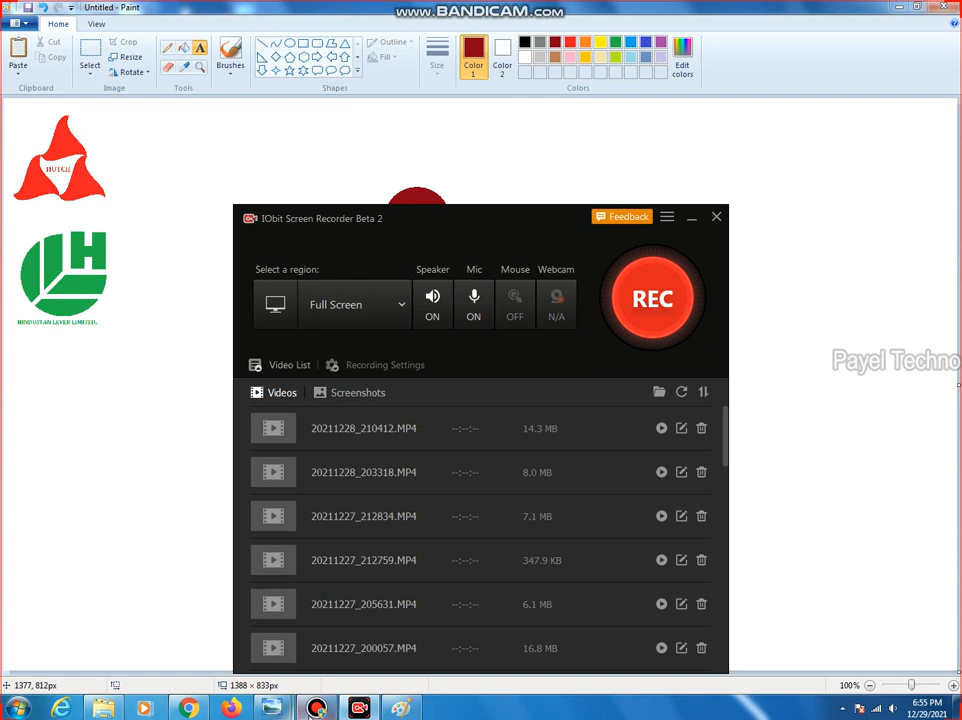 Untitled - Paint
www.BANDICAM.com
Home
View
Paste
Cut
Copy
Clipboard
Select
Crop
Resize
Rotate
Image
Tools
Brushes
Outline
Fill
Shapes
Size
Color 1
Color 2
Edit colors
Colors
HUTCH
HINDUSTAN LEVER LIMITED.
IObit Screen Recorder Beta 2
Feedback
Select a region:
Speaker
Mic
Mouse
Webcam
Full Screen
ON
ON
OFF
N/A
REC
Video List
Recording Settings
Videos
Screenshots
20211228_210412.MP4 --:--:-- 14.3 MB
20211228_203318.MP4 --:--:-- 8.0 MB
20211227_212834.MP4 --:--:-- 7.1 MB
20211227_212759.MP4 --:--:-- 347.9 KB
20211227_205631.MP4 --:--:-- 6.1 MB
20211227_200057.MP4 --:--:-- 16.8 MB
Payel Techno
1377, 812px
1388 × 833px
100%
6:55 PM
12/29/2021